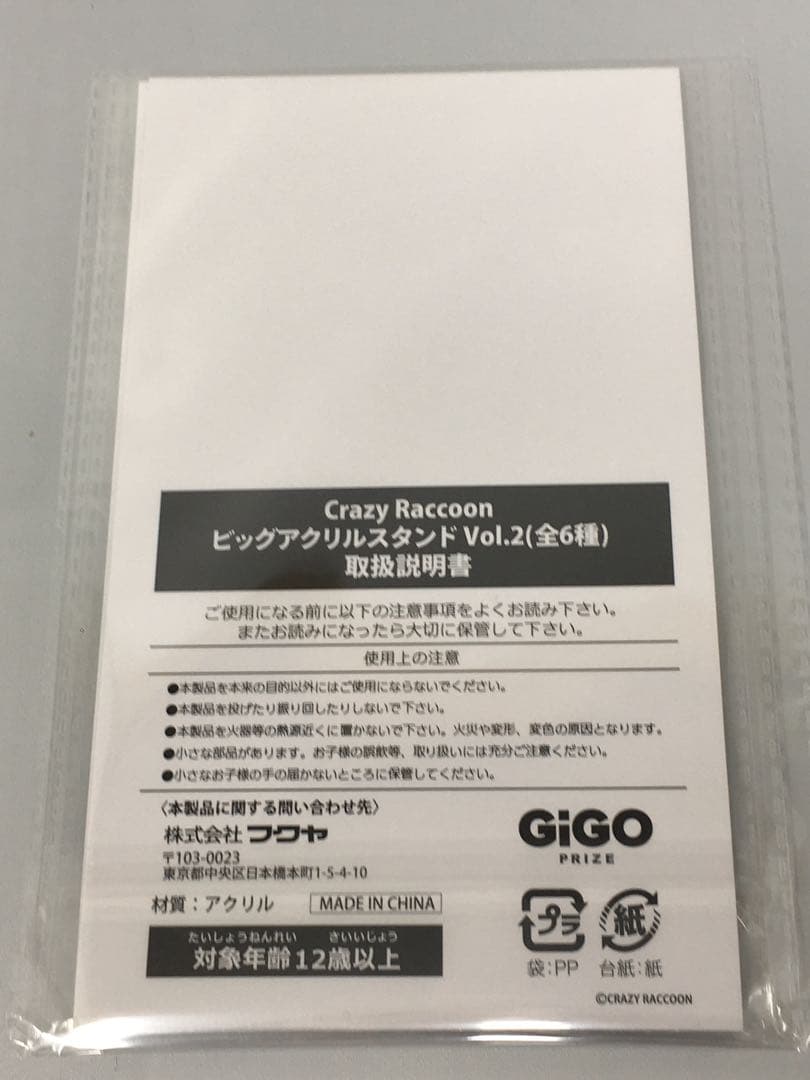 Crazy Raccoon
ビッグアクリルスタンド Vol.2(全6種)
取扱説明書
ご使用になる前に以下の注意事項をよくお読み下さい。
またお読みになったら大切に保管して下さい。
使用上の注意
●本製品を本来の目的以外にはご使用にならないでください。
●本製品を投げたり振り回したりしないで下さい。
●本製品を火器等の熱源近くに置かないで下さい。火災や変形、変色の原因となります。
●小さな部品があります。お子様の誤飲等、取り扱いには充分ご注意ください。
●小さなお子様の手の届かないところに保管してください。
〈本製品に関する問い合わせ先〉
株式会社 フクヤ
〒103-0023
東京都中央区日本橋本町1-5-4-10
GiGO
PRIZE
材質：アクリル
MADE IN CHINA
たいしょうねんれい さいいじょう
対象年齢12歳以上
プラ
紙
袋：PP
台紙：紙
©CRAZY RACCOON